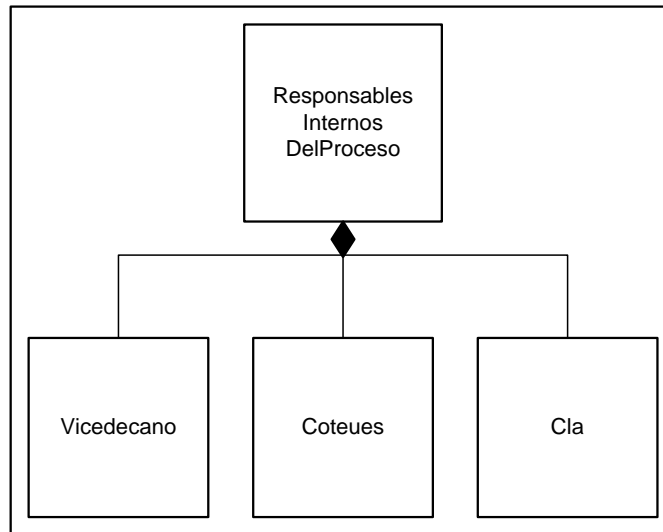 Responsables
Internos
DelProceso
Vicedecano
Coteues
Cla